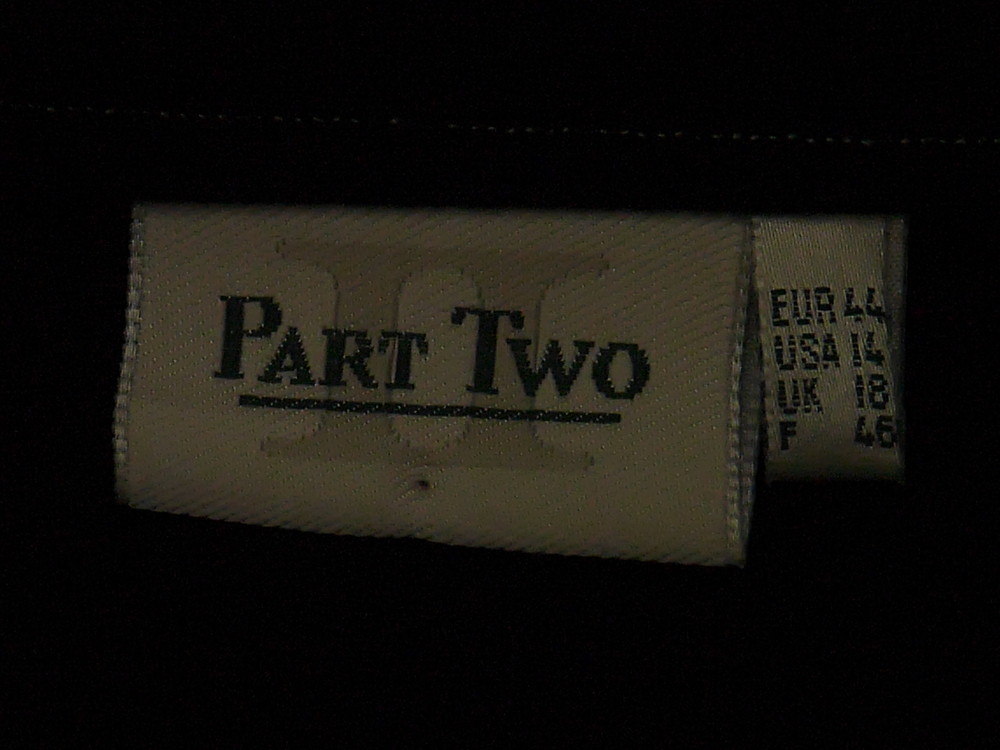 PART TWO
EUR 44
USA 14
UK 18
F 46